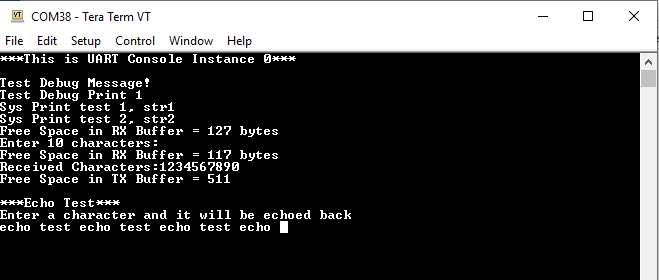 COM38 - Tera Term VT
File Edit Setup Control Window Help
***This is UART Console Instance 0***
Test Debug Message!
Test Debug Print 1
Sys Print test 1, str1
Sys Print test 2, str2
Free Space in RX Buffer = 127 bytes
Enter 10 characters:
Free Space in RX Buffer = 117 bytes
Received Characters:1234567890
Free Space in TX Buffer = 511
***Echo Test***
Enter a character and it will be echoed back
echo test echo test echo test echo